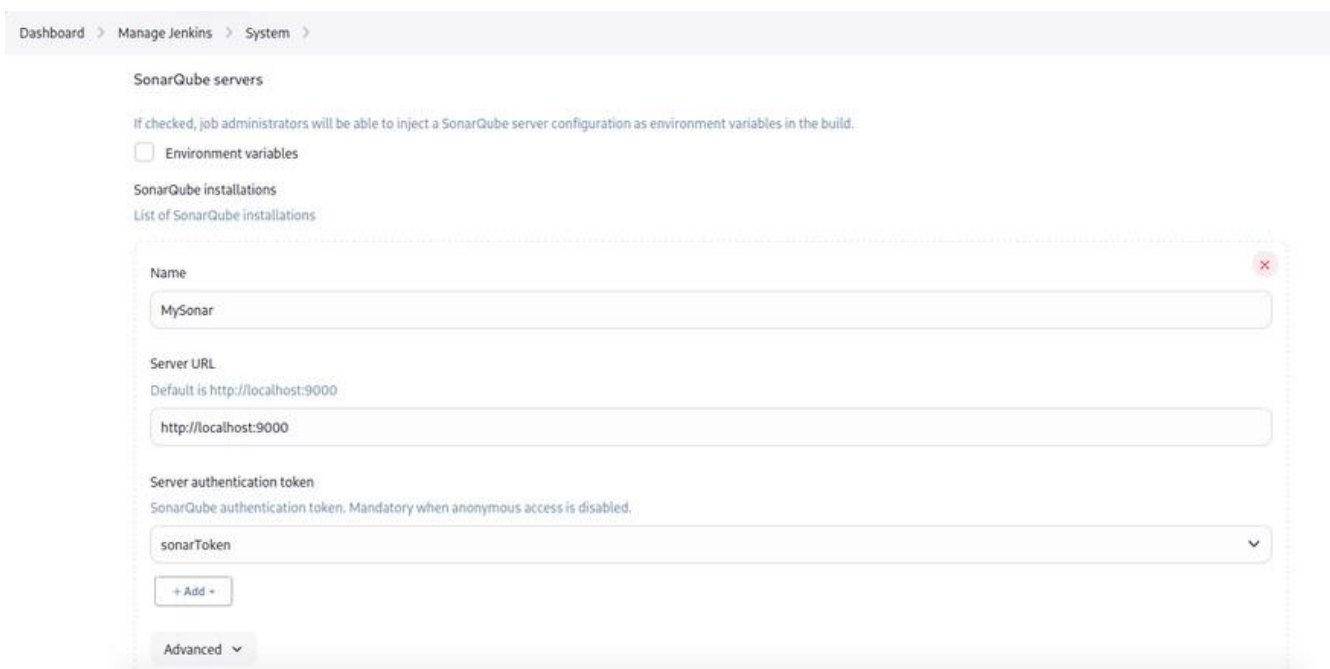 Dashboard > Manage Jenkins > System >
SonarQube servers
If checked, job administrators will be able to inject a SonarQube server configuration as environment variables in the build.
Environment variables
SonarQube installations
List of SonarQube installations
Name
MySonar
Server URL
Default is http://localhost:9000
http://localhost:9000
Server authentication token
SonarQube authentication token. Mandatory when anonymous access is disabled.
sonarToken
+ Add
Advanced